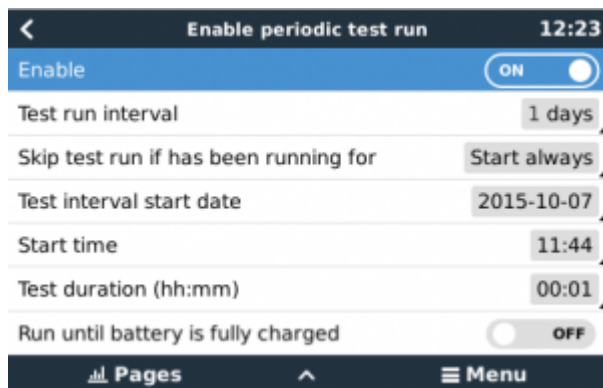 Enable periodic test run 12:23
Enable ON
Test run interval 1 days
Skip test run if has been running for Start always
Test interval start date 2015-10-07
Start time 11:44
Test duration (hh:mm) 00:01
Run until battery is fully charged OFF
Pages Menu